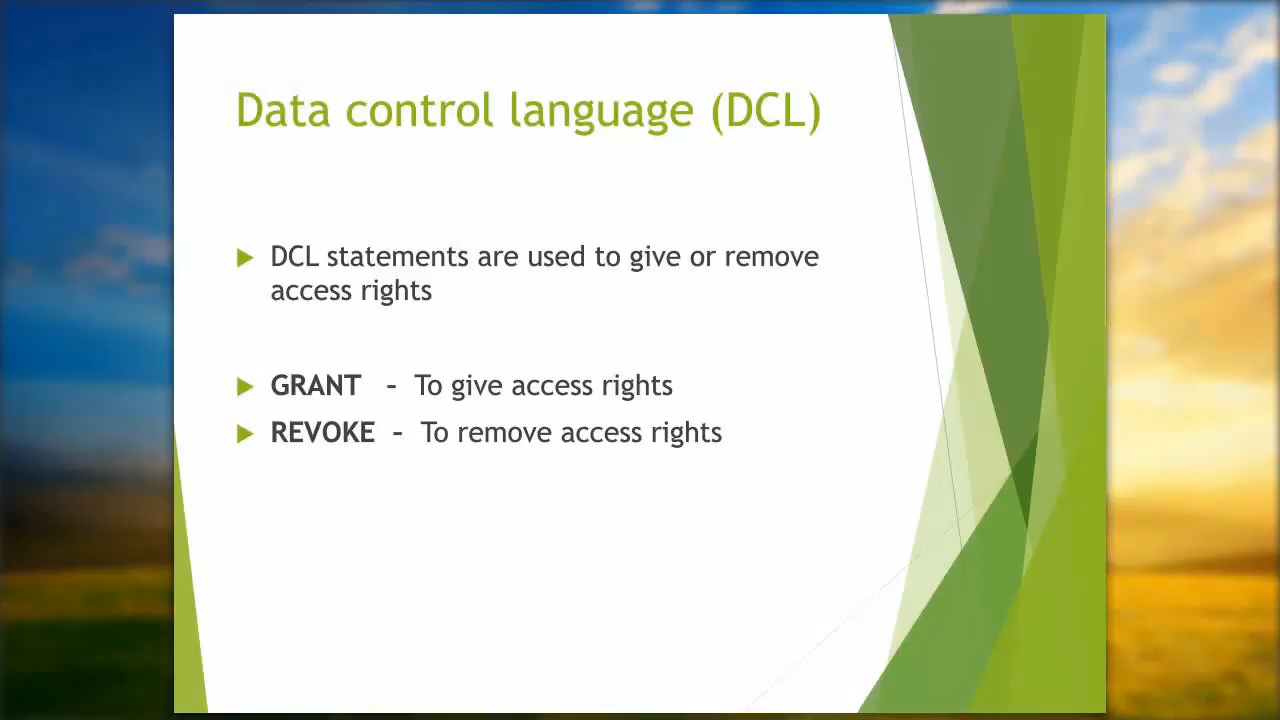 Data control language (DCL)
DCL statements are used to give or remove
access rights
GRANT - To give access rights
REVOKE - To remove access rights